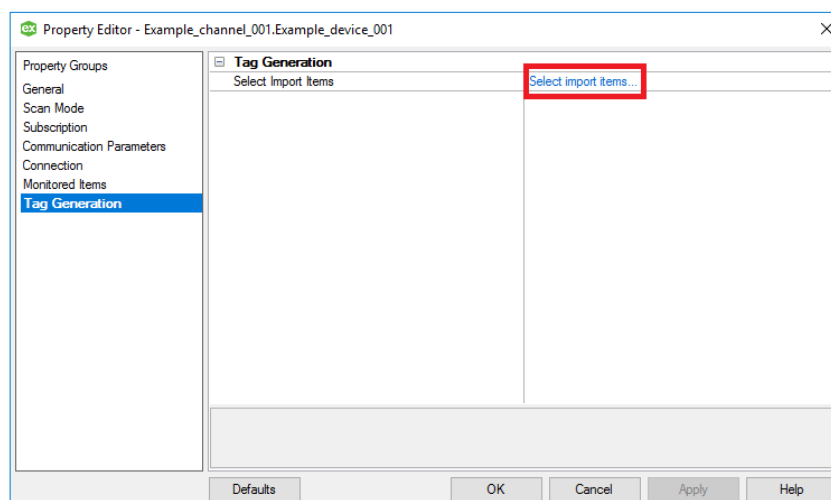 ex Property Editor - Example_channel_001.Example_device_001
Property Groups
General
Scan Mode
Subscription
Communication Parameters
Connection
Monitored Items
Tag Generation
Tag Generation
Select Import Items Select import items...
Defaults OK Cancel Apply Help